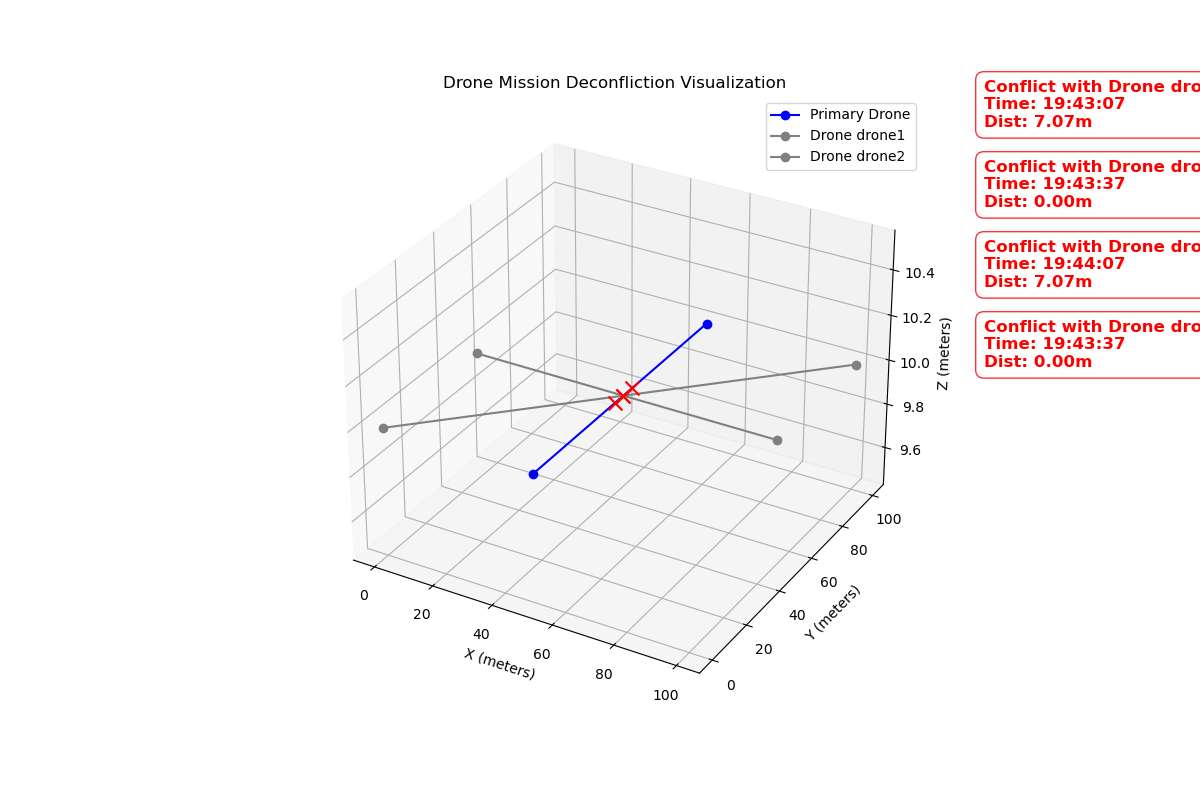 Drone Mission Deconfliction Visualization
Primary Drone
Drone drone1
Drone drone2
Conflict with Drone dro
Time: 19:43:07
Dist: 7.07m
Conflict with Drone dro
Time: 19:43:37
Dist: 0.00m
Conflict with Drone dro
Time: 19:44:07
Dist: 7.07m
Conflict with Drone dro
Time: 19:43:37
Dist: 0.00m
10.4
10.2
10.0
9.8
9.6
Z (meters)
100
80
60
40
20
0
Y (meters)
0
20
40
60
80
100
X (meters)